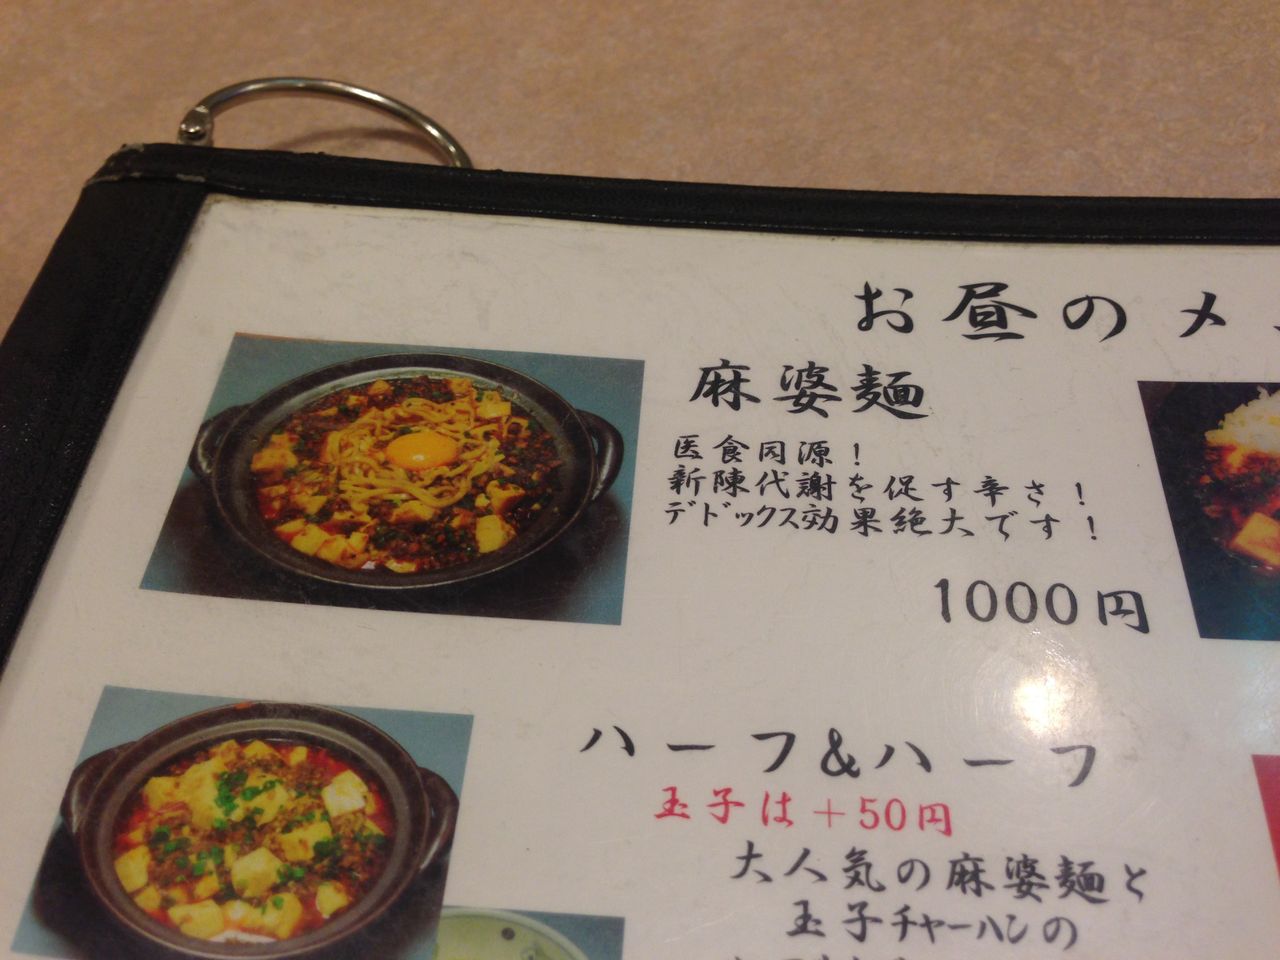 お昼のメ
麻婆麺
医食同源!
新陳代謝を促す辛さ!
デドックス効果絶大です!
1000円
ハーフ&ハーフ
玉子は+50円
大人気の麻婆麺と
玉子チャーハンの